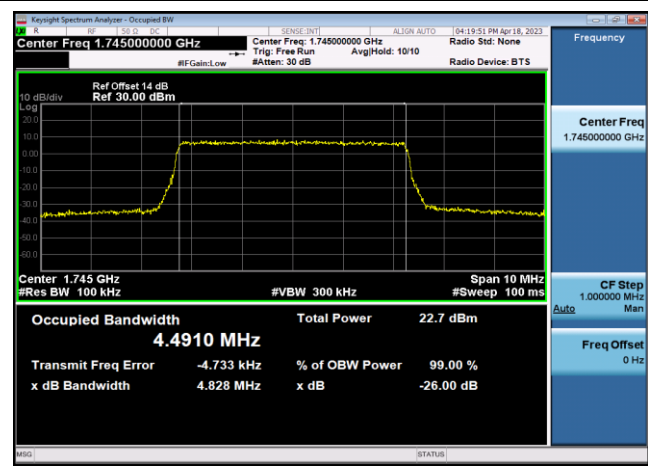 Keysight Spectrum Analyzer - Occupied BW
R RF 50 Ω DC SENSE:INT ALIGN AUTO 04:19:51 PM Apr 18, 2023
Center Freq 1.745000000 GHz Center Freq: 1.745000000 GHz Radio Std: None
Trig: Free Run Avg|Hold: 10/10
#IFGain:Low #Atten: 30 dB Radio Device: BTS
Frequency
Ref Offset 14 dB
10 dB/div Ref 30.00 dBm
Log
20.0
10.0
0.00
-10.0
-20.0
-30.0
-40.0
-50.0
-60.0
Center 1.745 GHz Span 10 MHz
#Res BW 100 kHz #VBW 300 kHz #Sweep 100 ms
Center Freq
1.745000000 GHz
CF Step
1.000000 MHz
Auto Man
Freq Offset
0 Hz
Occupied Bandwidth Total Power 22.7 dBm
4.4910 MHz
Transmit Freq Error -4.733 kHz % of OBW Power 99.00 %
x dB Bandwidth 4.828 MHz x dB -26.00 dB
MSG STATUS